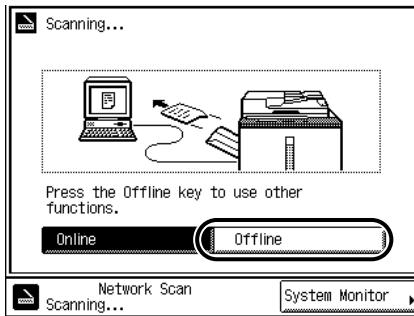 Scanning...
Press the Offline key to use other
functions.
Online
Offline
Network Scan
Scanning...
System Monitor